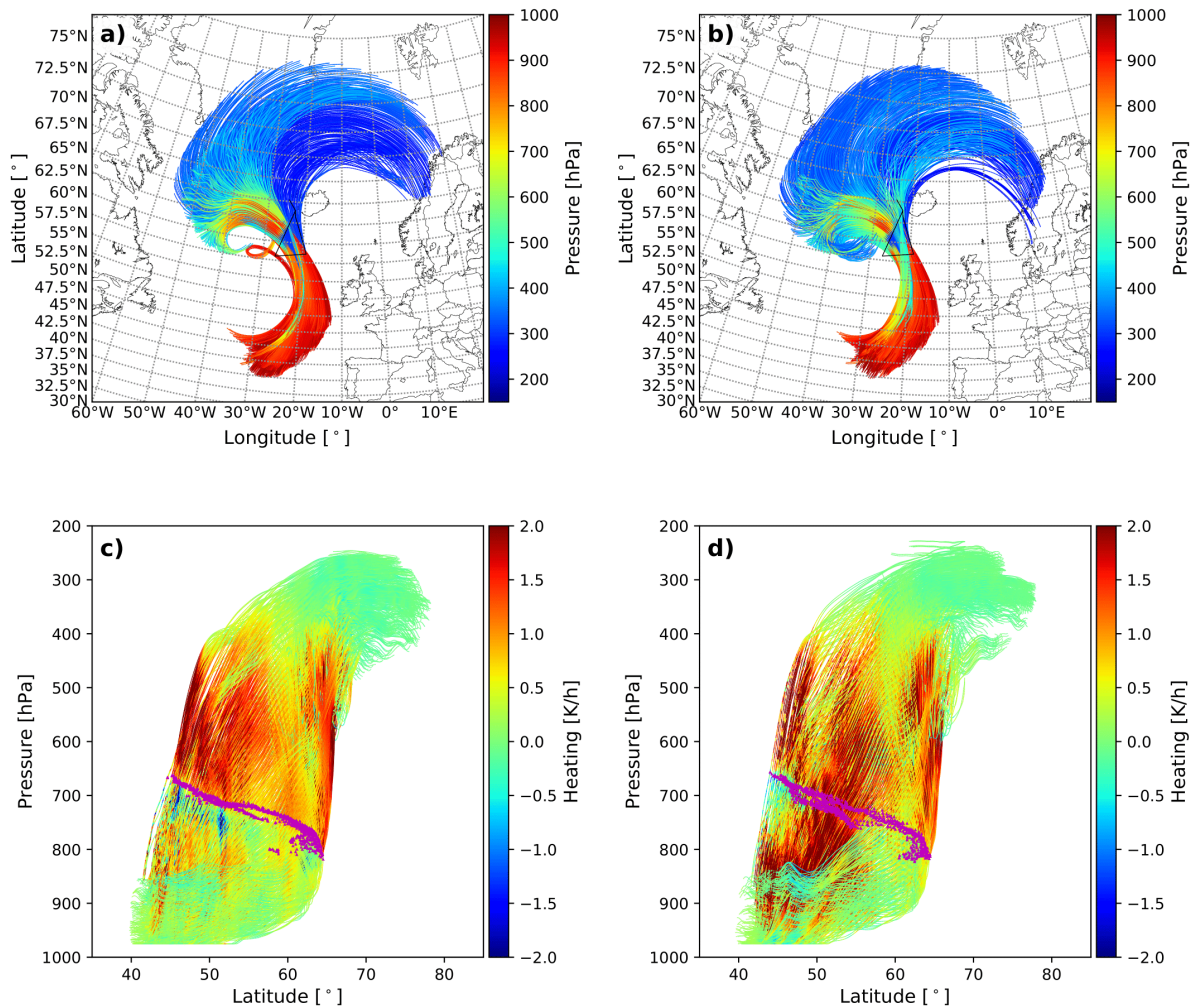 a)
75°N
72.5°N
70°N
67.5°N
65°N
62.5°N
60°N
57.5°N
55°N
52.5°N
50°N
47.5°N
45°N
42.5°N
40°N
37.5°N
35°N
32.5°N
30°N
Latitude [°]
60°W 50°W 40°W 30°W 20°W 10°W 0° 10°E
Longitude [°]
1000
900
800
700
600
500
400
300
200
Pressure [hPa]
b)
75°N
72.5°N
70°N
67.5°N
65°N
62.5°N
60°N
57.5°N
55°N
52.5°N
50°N
47.5°N
45°N
42.5°N
40°N
37.5°N
35°N
32.5°N
30°N
Latitude [°]
60°W 50°W 40°W 30°W 20°W 10°W 0° 10°E
Longitude [°]
1000
900
800
700
600
500
400
300
200
Pressure [hPa]
c)
200
300
400
500
600
700
800
900
1000
Pressure [hPa]
40 50 60 70 80
Latitude [°]
2.0
1.5
1.0
0.5
0.0
−0.5
−1.0
−1.5
−2.0
Heating [K/h]
d)
200
300
400
500
600
700
800
900
1000
Pressure [hPa]
40 50 60 70 80
Latitude [°]
2.0
1.5
1.0
0.5
0.0
−0.5
−1.0
−1.5
−2.0
Heating [K/h]